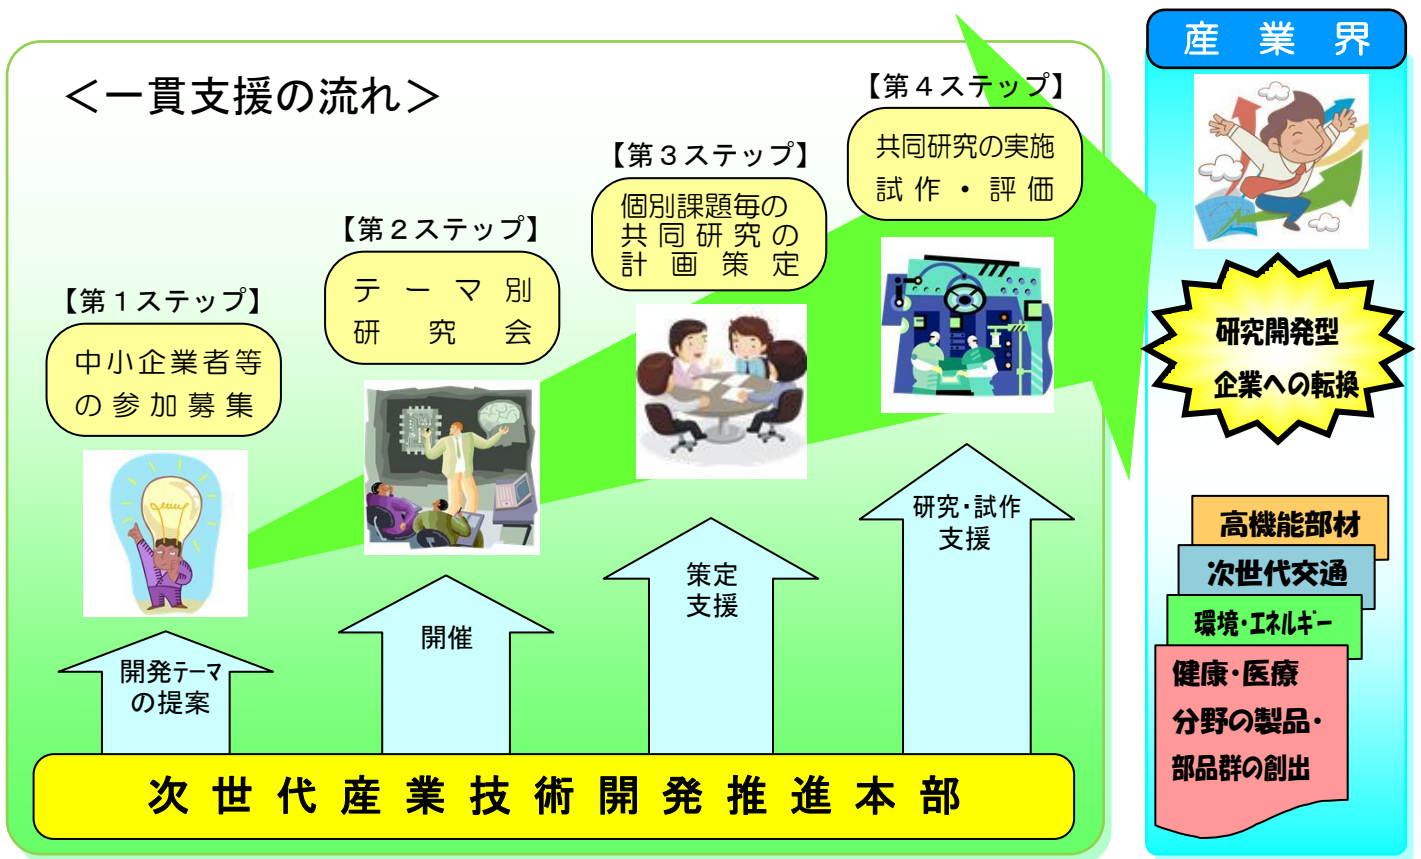 ＜一貫支援の流れ＞
【第１ステップ】
中小企業者等
の参加募集
【第２ステップ】
テーマ別
研究会
【第３ステップ】
個別課題毎の
共同研究の
計画策定
【第４ステップ】
共同研究の実施
試作・評価
開発ﾃｰﾏ
の提案
開催
策定
支援
研究・試作
支援
次世代産業技術開発推進本部
産業界
研究開発型
企業への転換
高機能部材
次世代交通
環境・ｴﾈﾙｷﾞｰ
健康・医療
分野の製品・
部品群の創出